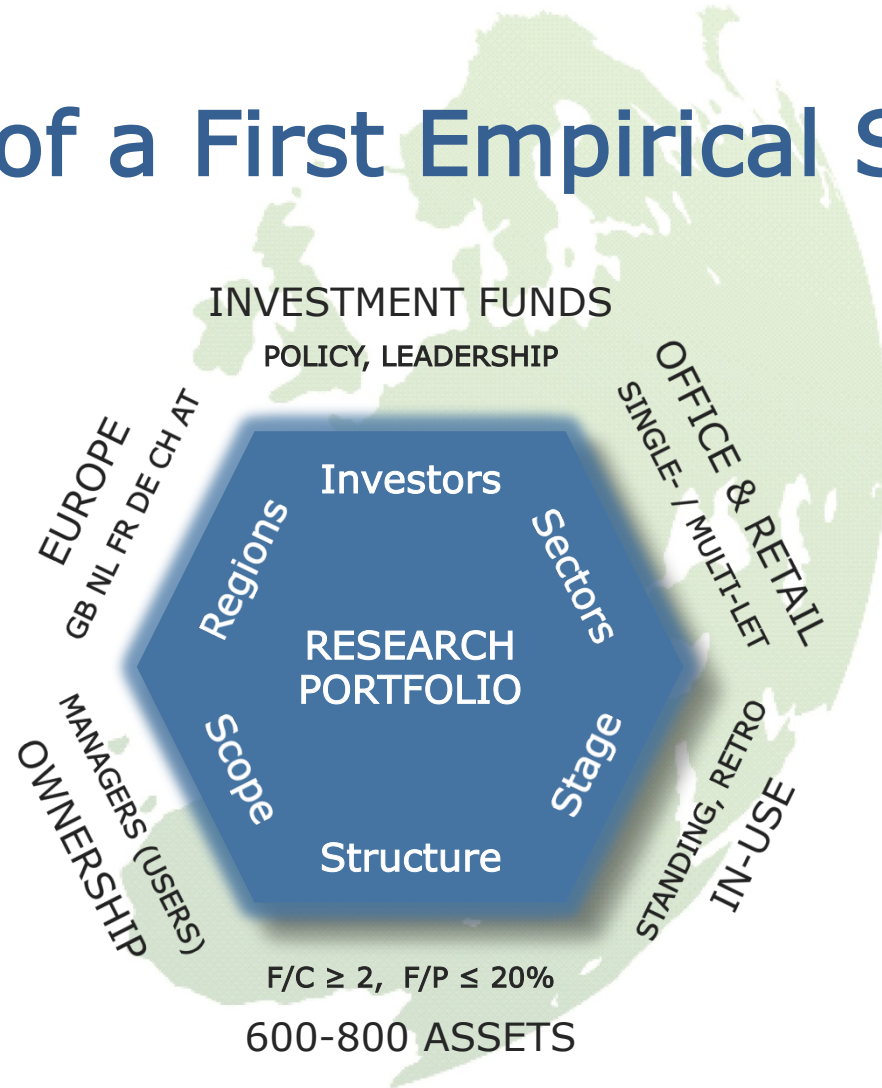 of a First Empirical S
INVESTMENT FUNDS
POLICY, LEADERSHIP
OFFICE & RETAIL
SINGLE- / MULTI-LET
EUROPE
GB NL FR DE CH AT
Investors
Regions
Sectors
RESEARCH
PORTFOLIO
Scope
Stage
Structure
MANAGERS (USERS)
OWNERSHIP
STANDING, RETRO
IN-USE
F/C ≥ 2, F/P ≤ 20%
600-800 ASSETS